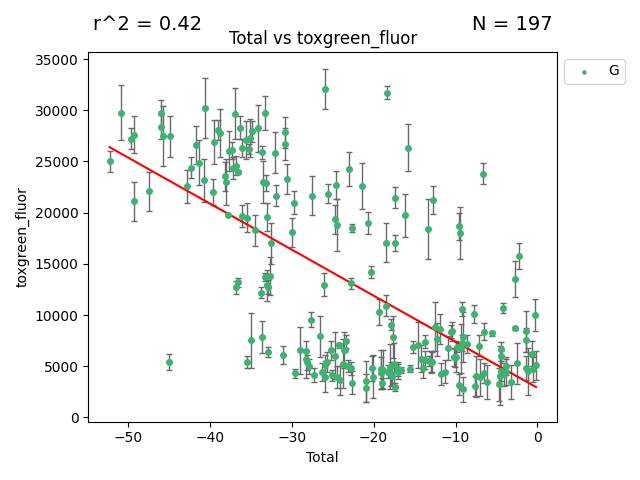 r^2 = 0.42 N = 197
Total vs toxgreen_fluor
G
35000
30000
25000
20000
15000
10000
5000
0
toxgreen_fluor
−50 −40 −30 −20 −10 0
Total